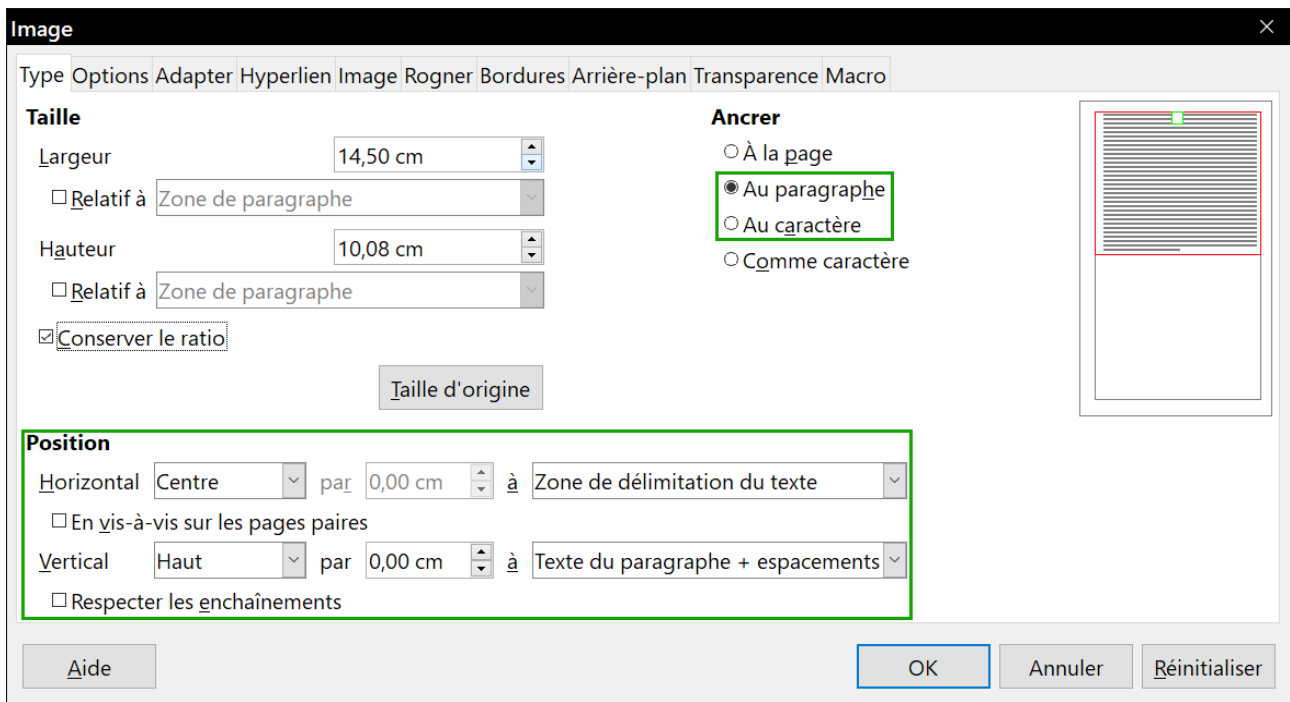 Image
Type Options Adapter Hyperlien Image Rogner Bordures Arrière-plan Transparence Macro
Taille
Largeur 14,50 cm
Relatif à Zone de paragraphe
Hauteur 10,08 cm
Relatif à Zone de paragraphe
Conserver le ratio
Taille d'origine
Ancrer
À la page
Au paragraphe
Au caractère
Comme caractère
Position
Horizontal Centre par 0,00 cm à Zone de délimitation du texte
En vis-à-vis sur les pages paires
Vertical Haut par 0,00 cm à Texte du paragraphe + espacements
Respecter les enchaînements
Aide OK Annuler Réinitialiser